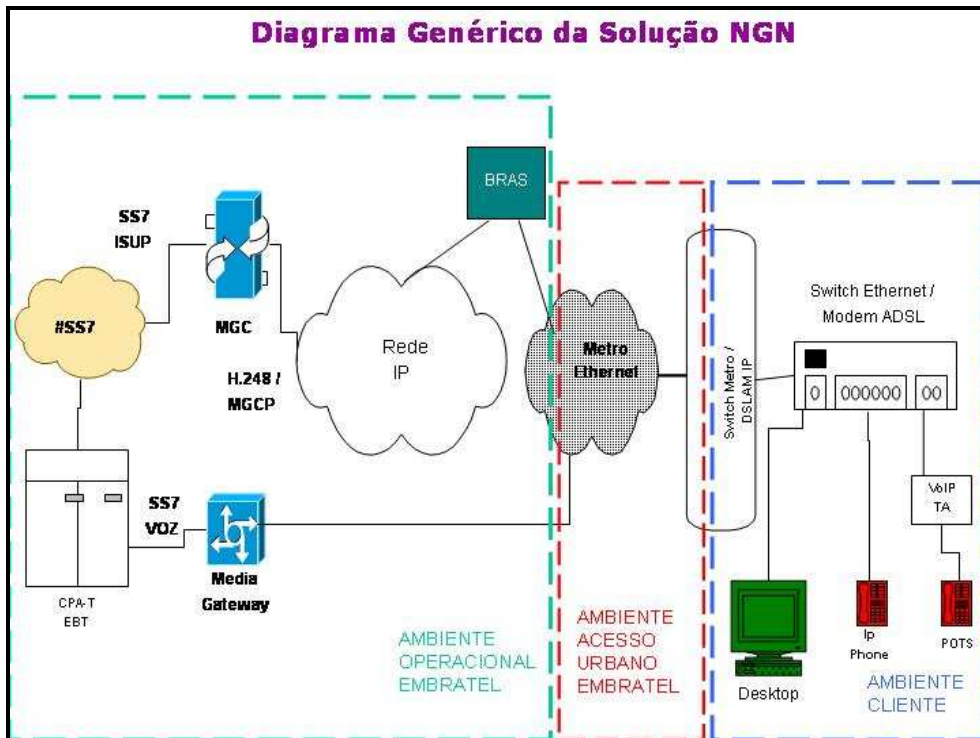 Diagrama Genérico da Solução NGN
BRAS
SS7
ISUP
#SS7
MGC
H.248 /
MGCP
Rede
IP
Metro
Ethernet
Switch Metro /
DSLAM IP
Switch Ethernet /
Modem ADSL
0
000000
00
VoIP
TA
SS7
VOZ
Media
Gateway
CPA-T
EBT
Desktop
Ip
Phone
POTS
AMBIENTE
OPERACIONAL
EMBRATEL
AMBIENTE
ACESSO
URBANO
EMBRATEL
AMBIENTE
CLIENTE